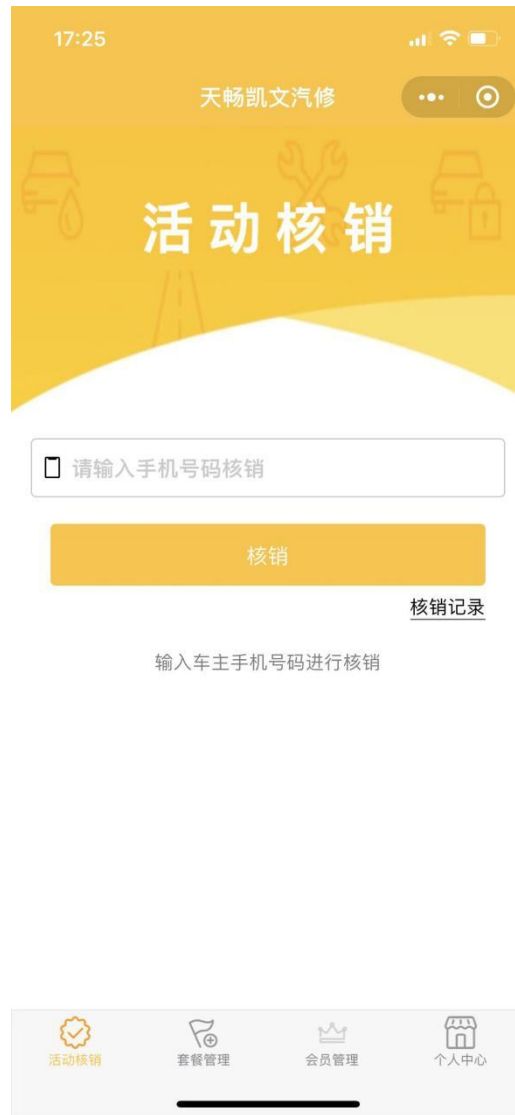 17:25
天畅凯文汽修
活动核销
请输入手机号码核销
核销
核销记录
输入车主手机号码进行核销
活动核销
套餐管理
会员管理
个人中心